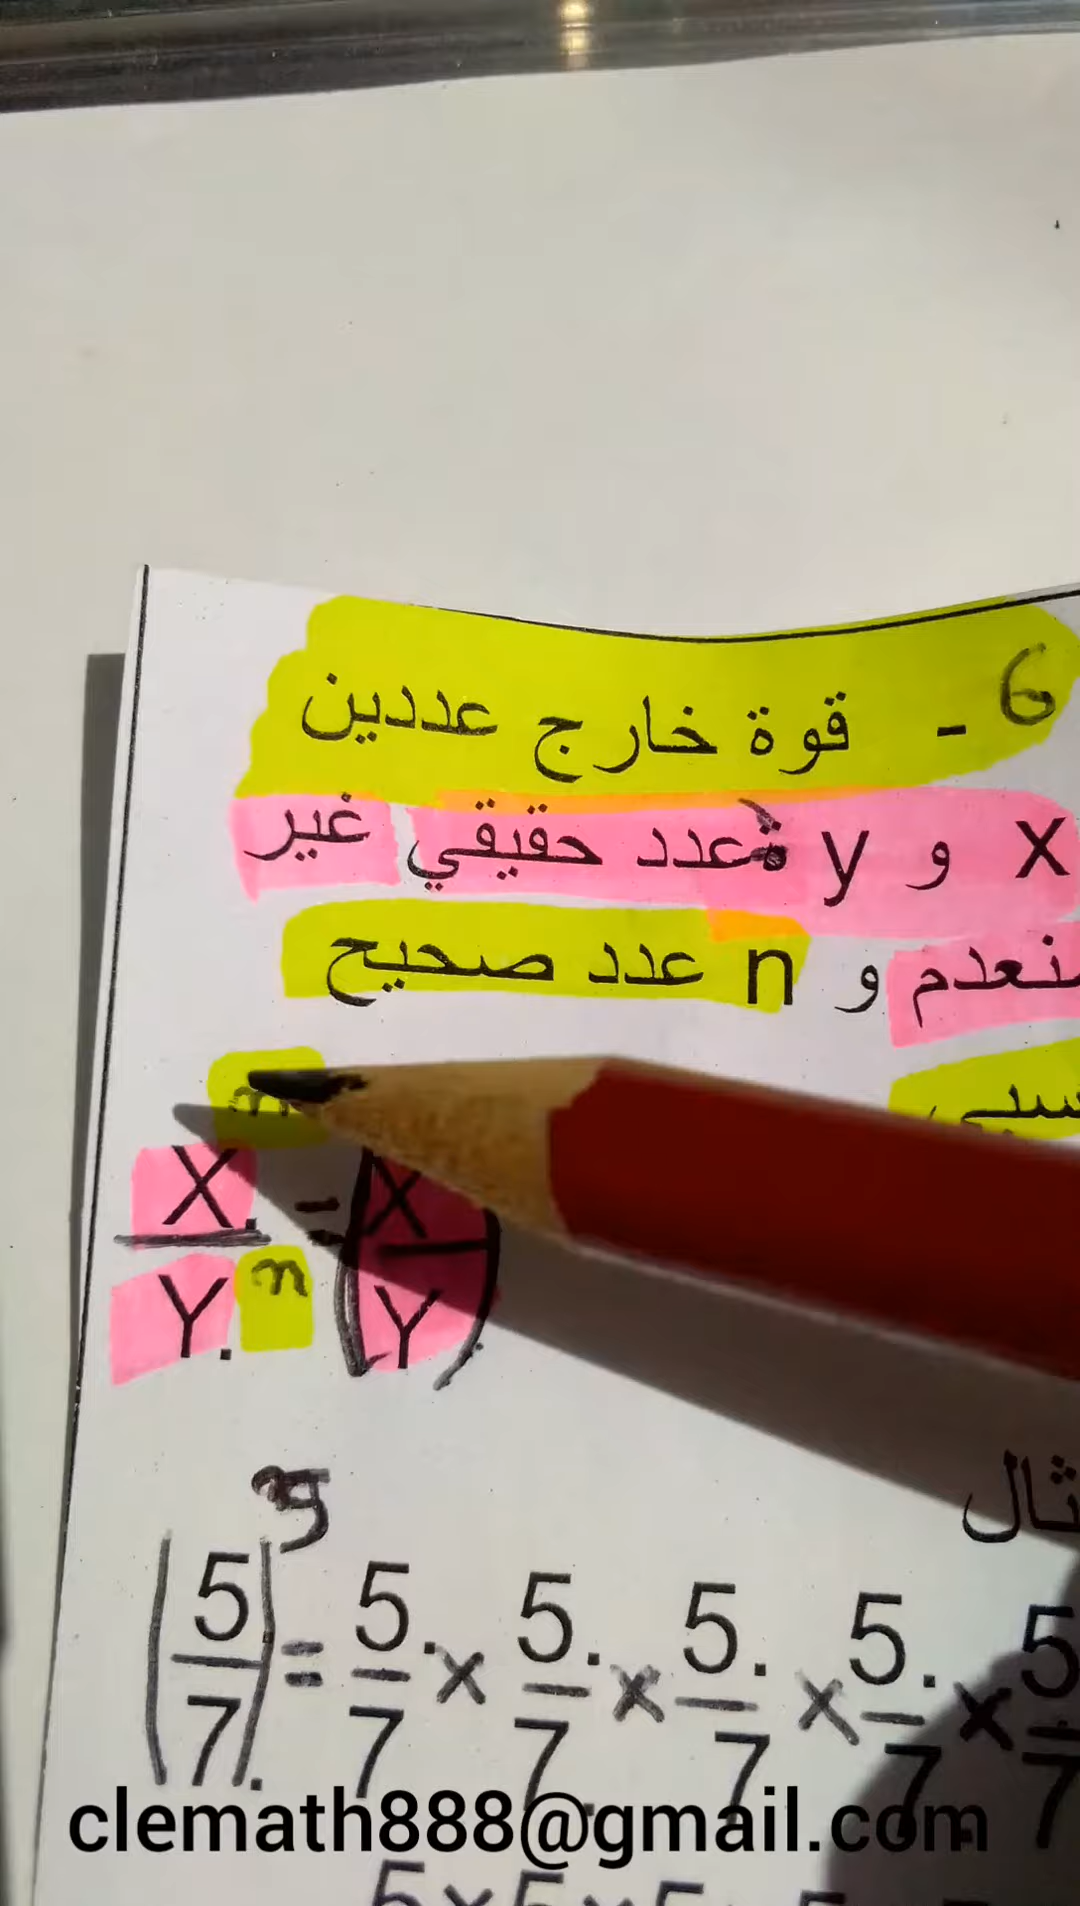 6 - قوة خارج عددين
x و y عدد حقيقي غير
منعدم و n عدد صحيح
X n / Y n = (X / Y)
(5/7)5 = 5/7 × 5/7 × 5/7 × 5/7 × 5/7
clemath888@gmail.com